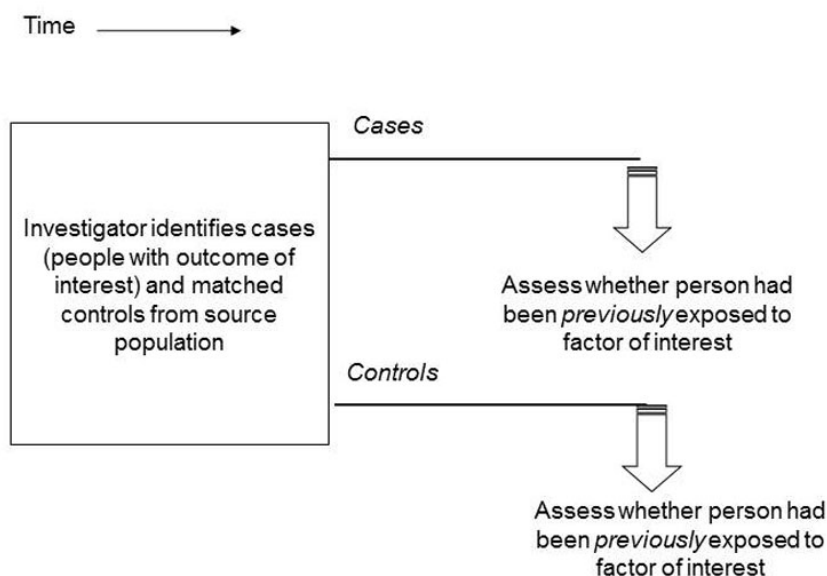 Time
Cases
Investigator identifies cases
(people with outcome of
interest) and matched
controls from source
population
Assess whether person had
been previously exposed to
factor of interest
Controls
Assess whether person had
been previously exposed to
factor of interest